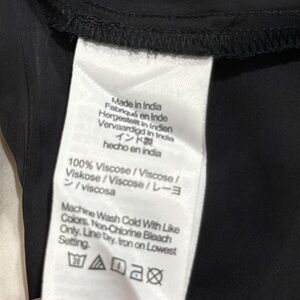 Made in India
Fabriqué en Inde
Hergestellt in Indien
Vervaardigd in India
インド製
hecho en india
100% Viscose / Viscose /
Viskose / Viscose / レーヨ
ン / viscosa
Machine Wash Cold With Like
Colors. Non-Chlorine Bleach
Only. Line Dry. Iron on Lowest
Setting.